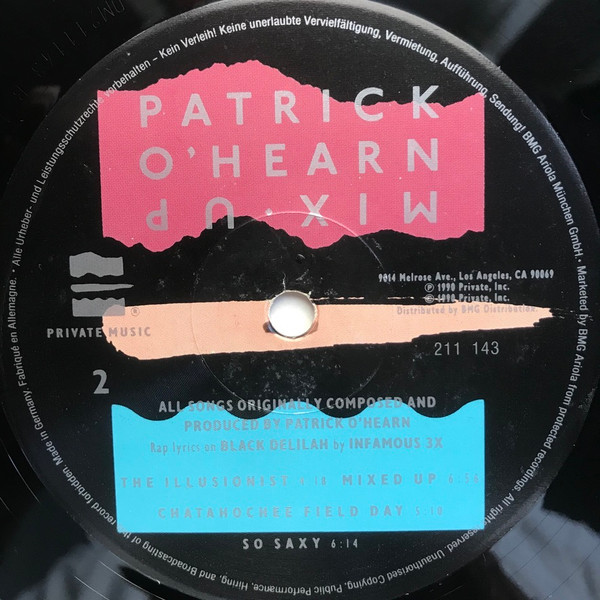 PATRICK
O'HEARN
MIX·UP
9014 Melrose Ave., Los Angeles, CA 90069
℗ 1990 Private, Inc.
© 1990 Private, Inc.
Distributed by BMG Distribution.
®
PRIVATE MUSIC
211 143
2
ALL SONGS ORIGINALLY COMPOSED AND
PRODUCED BY PATRICK O'HEARN
Rap lyrics on BLACK DELILAH by INFAMOUS 3X
THE ILLUSIONIST 6:18 MIXED UP
CHATAHOCHEE FIELD DAY 5:10
SO SAXY 6:14
Made in Germany. Fabriqué en Allemagne. • Alle Urheber- und Leistungsschutzrechte vorbehalten – Kein Verleih! Keine unerlaubte Vervielfältigung, Vermietung, Aufführung, Sendung! BMG Ariola München GmbH • Marketed by BMG Ariola from protected recordings. All rights reserved. Unauthorised Copying, Public Performance, Hiring, and Broadcasting of record forbidden.